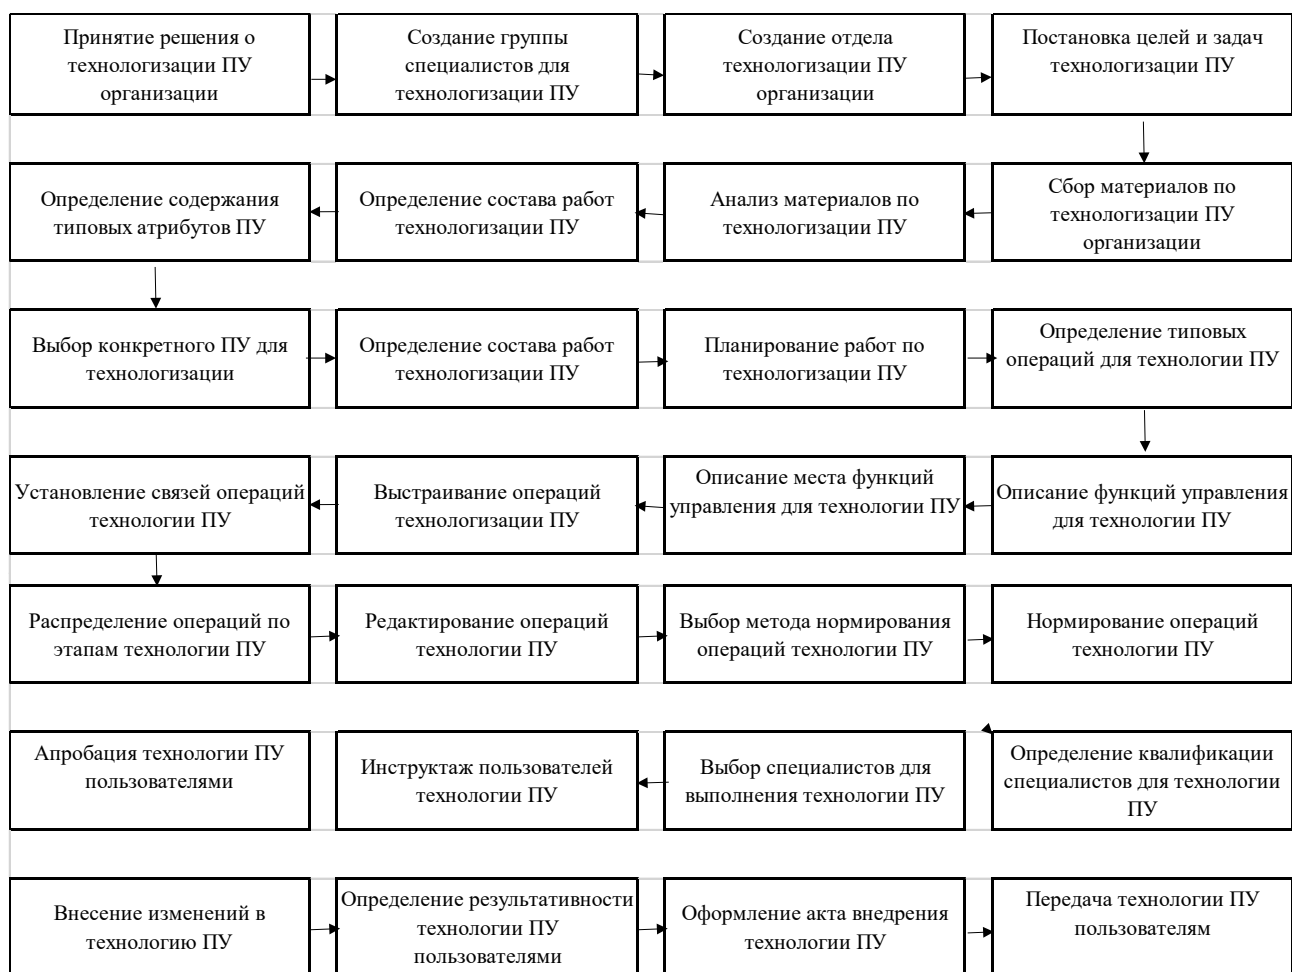 Принятие решения о
технологизации ПУ
организации
Создание группы
специалистов для
технологизации ПУ
Создание отдела
технологизации ПУ
организации
Постановка целей и задач
технологизации ПУ
Определение содержания
типовых атрибутов ПУ
Определение состава работ
технологизации ПУ
Анализ материалов по
технологизации ПУ
Сбор материалов по
технологизации ПУ
организации
Выбор конкретного ПУ для
технологизации
Определение состава работ
технологизации ПУ
Планирование работ по
технологизации ПУ
Определение типовых
операций для технологии ПУ
Установление связей операций
технологии ПУ
Выстраивание операций
технологизации ПУ
Описание места функций
управления для технологии ПУ
Описание функций управления
для технологии ПУ
Распределение операций по
этапам технологии ПУ
Редактирование операций
технологии ПУ
Выбор метода нормирования
операций технологии ПУ
Нормирование операций
технологии ПУ
Апробация технологии ПУ
пользователями
Инструктаж пользователей
технологии ПУ
Выбор специалистов для
выполнения технологии ПУ
Определение квалификации
специалистов для технологии
ПУ
Внесение изменений в
технологию ПУ
Определение результативности
технологии ПУ
пользователями
Оформление акта внедрения
технологии ПУ
Передача технологии ПУ
пользователям